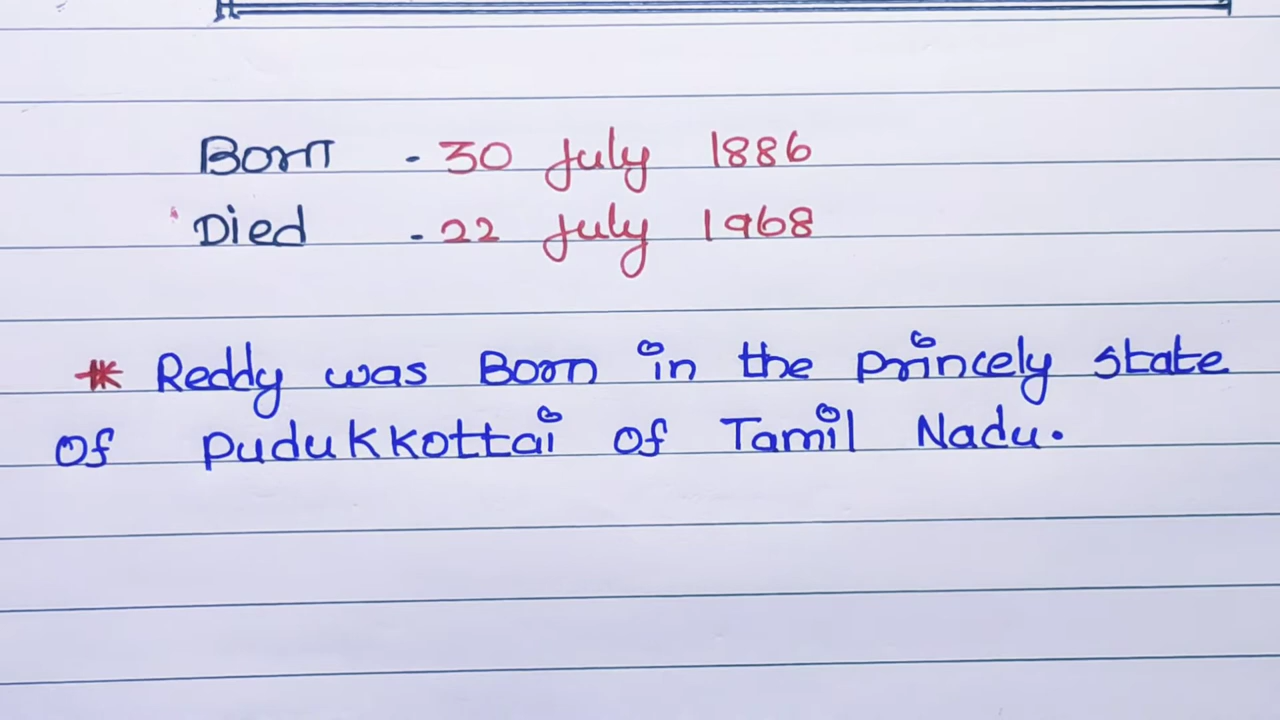 Born - 30 July 1886
Died - 22 July 1968
* Reddy was Born in the princely state
of pudukkottai of Tamil Nadu.